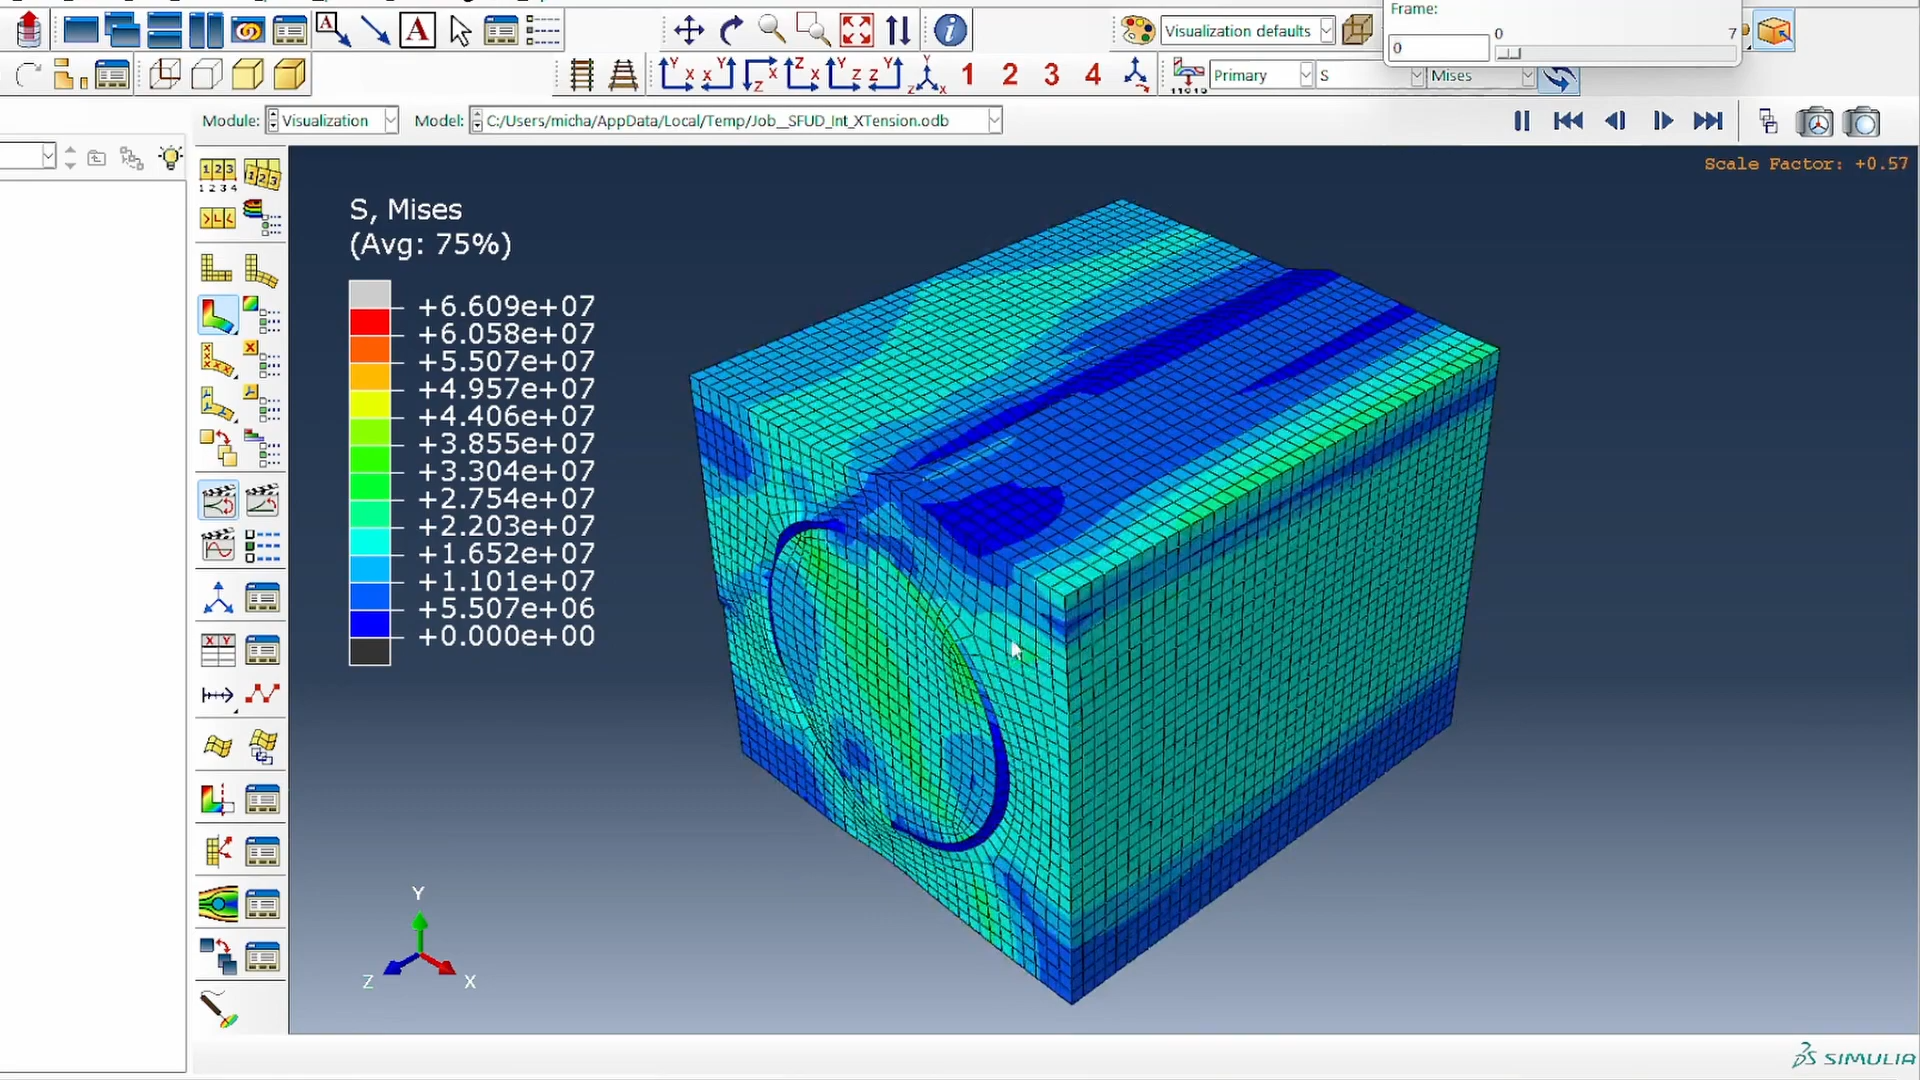 Frame:
0
0
7
Visualization defaults
A
A
1 2 3 4
Primary
S
Mises
Module:
Visualization
Model:
C:/Users/micha/AppData/Local/Temp/Job__SFUD_Int_XTension.odb
Scale Factor: +0.57
S, Mises
(Avg: 75%)
+6.609e+07
+6.058e+07
+5.507e+07
+4.957e+07
+4.406e+07
+3.855e+07
+3.304e+07
+2.754e+07
+2.203e+07
+1.652e+07
+1.101e+07
+5.507e+06
+0.000e+00
Y
Z
X
SIMULIA